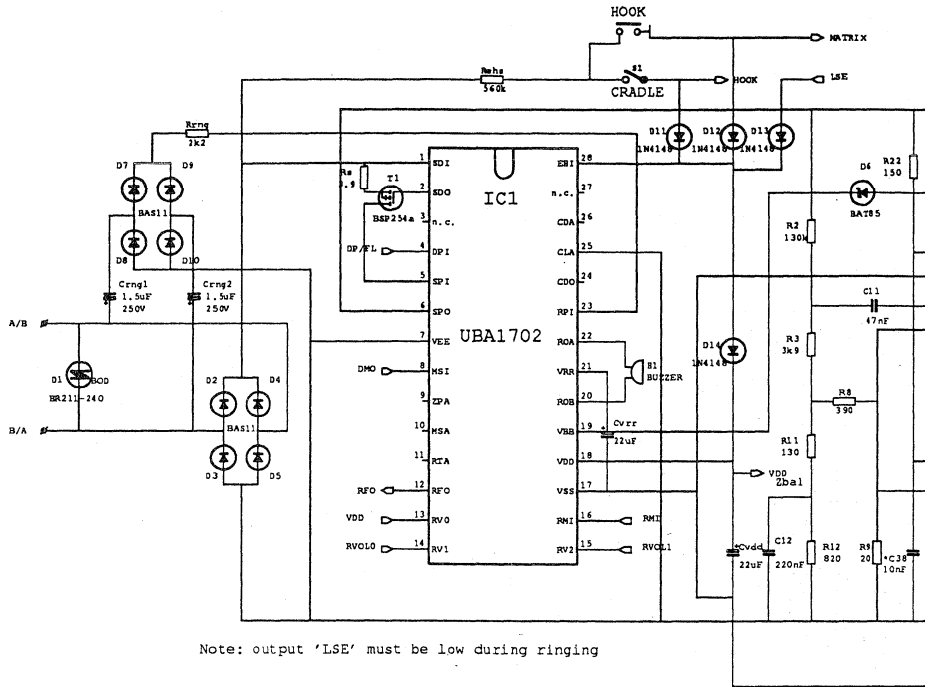 HOOK
MATRIX
Rehs
560k
S1
CRADLE
HOOK
LSE
Rrng
2k2
D11
1N4148
D12
1N4148
D13
1N4148
D7
D9
BAS11
D8
D10
Rs
3.9
T1
BSP254a
IC1
UBA1702
1
SDI
2
SDO
3
n.c.
4
DPI
5
SPI
6
SPO
7
VEE
8
MSI
9
ZPA
10
MSA
11
RTA
12
RFO
13
RV0
14
RV1
28
EHI
27
n.c.
26
CDA
25
CLA
24
CDO
23
RPI
22
ROA
21
VRR
20
ROB
19
VBB
18
VDD
17
VSS
16
RMI
15
RV2
DP/FL
DMO
RFO
VDD
RVOL0
RMI
RVOL1
B1
BUZZER
Cvrr
22uF
D6
BAT85
R22
150
R2
130k
C11
47nF
R3
3k9
D14
1N4148
R8
390
R11
130
VDD
Zbal
Cvdd
22uF
C12
220nF
R12
820
R9
20
C38
10nF
Crng1
1.5uF
250V
Crng2
1.5uF
250V
A/B
B/A
D1
BOD
BR211-240
D2
D4
BAS11
D3
D5
Note: output 'LSE' must be low during ringing